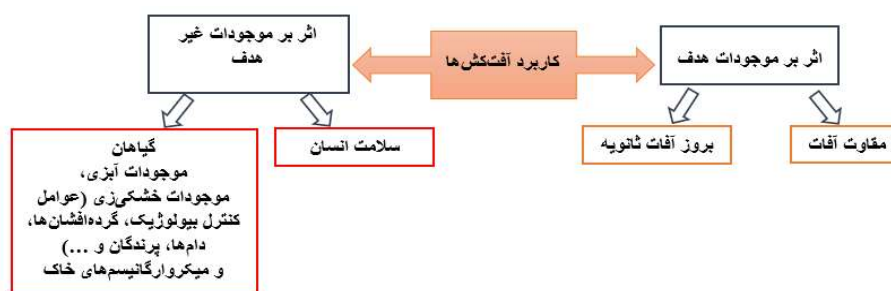 اثر بر موجودات غیر
هدف
کاربرد آفت‌کش‌ها
اثر بر موجودات هدف
گیاهان
موجودات آبزی،
موجودات خشکی‌زی (عوامل
کنترل بیولوژیک، گرده‌افشان‌ها،
دام‌ها، پرندگان و ...)
و میکروارگانیسم‌های خاک
سلامت انسان
بروز آفات ثانویه
مقاوت آفات